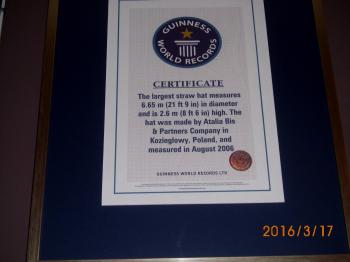 GUINNESS
WORLD RECORDS
CERTIFICATE
The largest straw hat measures
6.65 m (21 ft 9 in) in diameter
and is 2.6 m (8 ft 6 in) high. The
hat was made by Atalia Bis
& Partners Company in
Kozieglowy, Poland, and
measured in August 2006
GUINNESS WORLD RECORDS LTD
2016/3/17